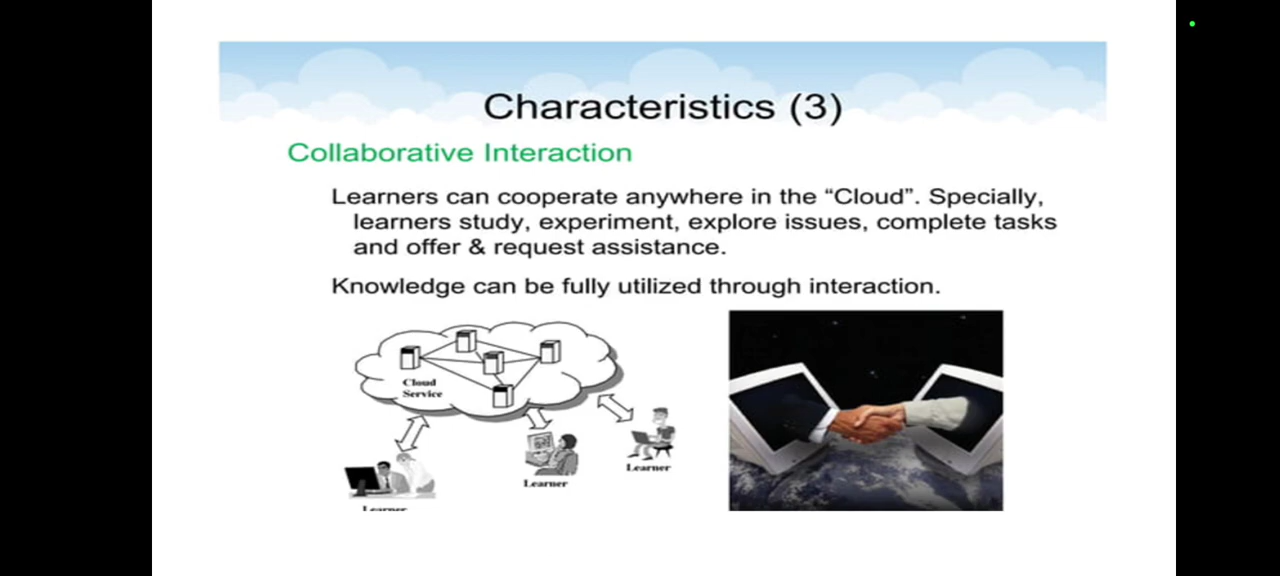 Characteristics (3)
Collaborative Interaction
Learners can cooperate anywhere in the “Cloud”. Specially,
learners study, experiment, explore issues, complete tasks
and offer & request assistance.
Knowledge can be fully utilized through interaction.
Cloud
Service
Learner
Learner
Learner